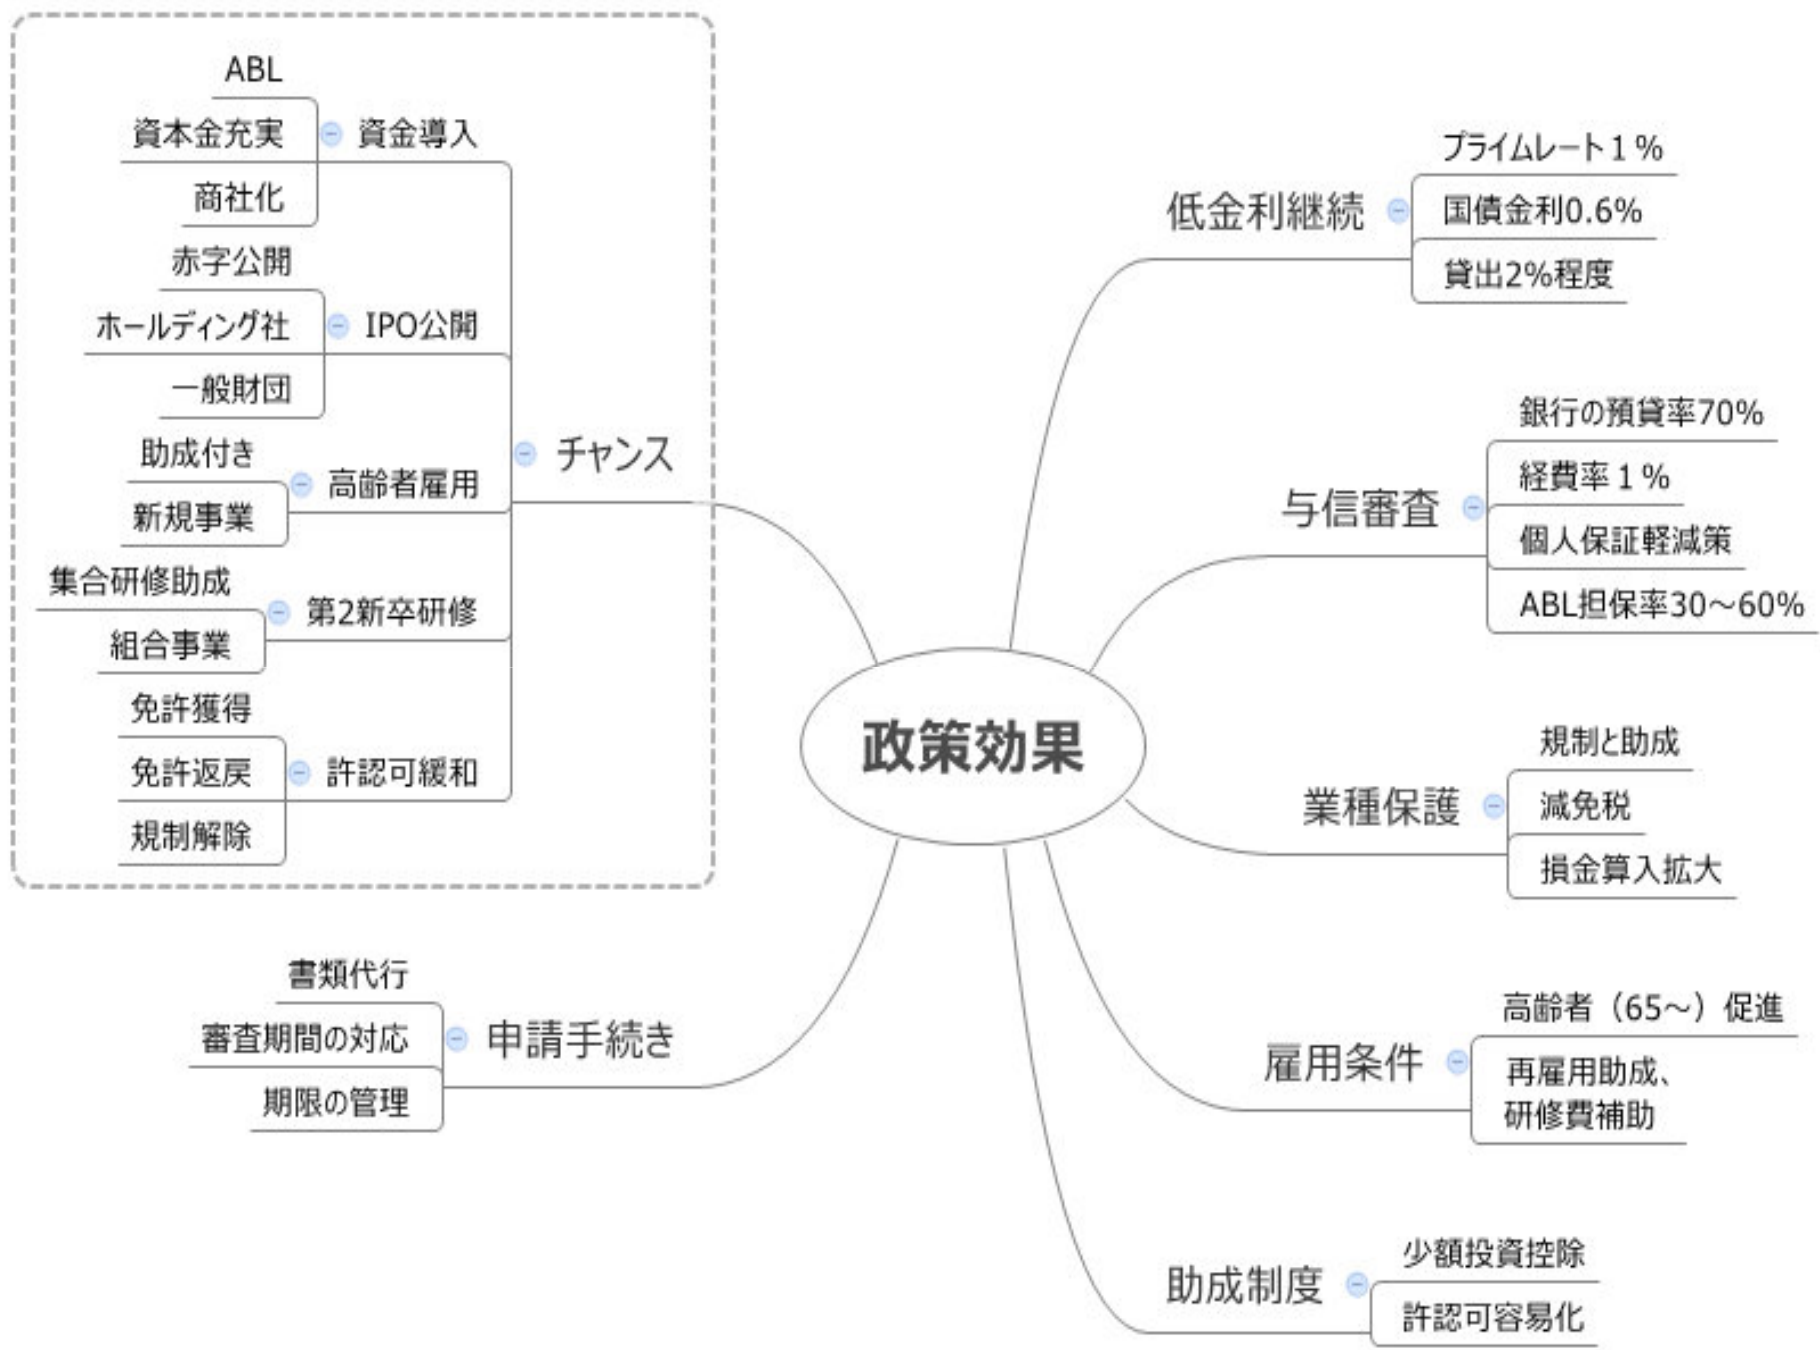 政策効果
低金利継続
プライムレート１%
国債金利0.6%
貸出2%程度
与信審査
銀行の預貸率70%
経費率１%
個人保証軽減策
ABL担保率30～60%
業種保護
規制と助成
減免税
損金算入拡大
雇用条件
高齢者（65～）促進
再雇用助成、
研修費補助
助成制度
少額投資控除
許認可容易化
申請手続き
書類代行
審査期間の対応
期限の管理
チャンス
資金導入
ABL
資本金充実
商社化
IPO公開
赤字公開
ホールディング社
一般財団
高齢者雇用
助成付き
新規事業
第2新卒研修
集合研修助成
組合事業
許認可緩和
免許獲得
免許返戻
規制解除